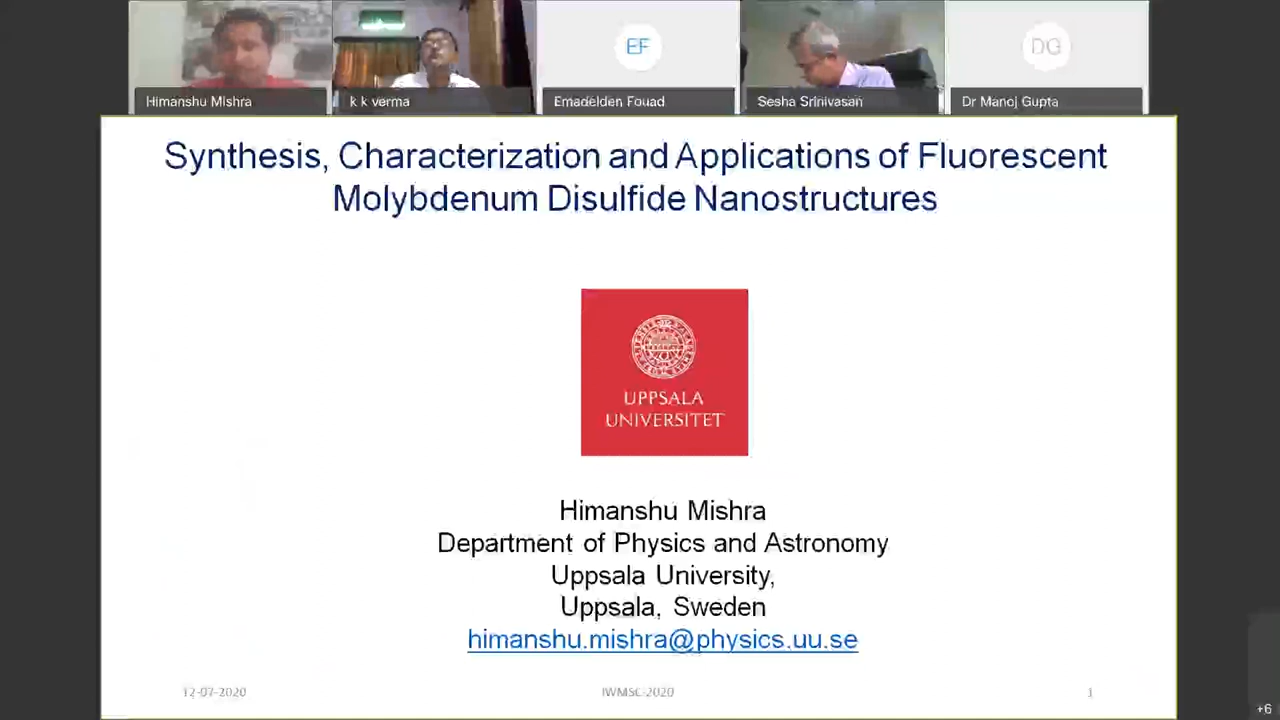 EF
DG
Himanshu Mishra
k k verma
Emadelden Fouad
Sesha Srinivasan
Dr Manoj Gupta
Synthesis, Characterization and Applications of Fluorescent
Molybdenum Disulfide Nanostructures
UPPSALA
UNIVERSITET
Himanshu Mishra
Department of Physics and Astronomy
Uppsala University,
Uppsala, Sweden
himanshu.mishra@physics.uu.se
12-07-2020
IWMSC-2020
1
+6